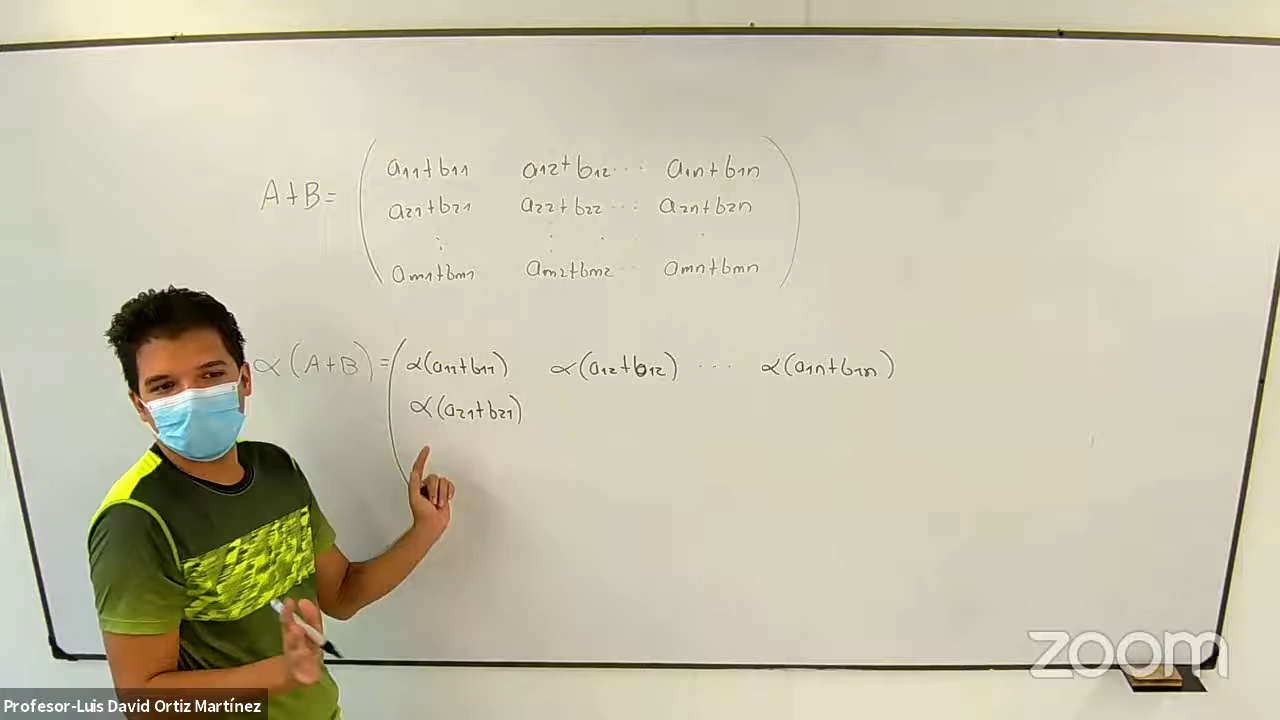 A+B= a₁₁+b₁₁ a₁₂+b₁₂ ··· a₁n+b₁n
a₂₁+b₂₁ a₂₂+b₂₂ ··· a₂n+b₂n
⋮ ⋮ ⋱ ⋮
am₁+bm₁ am₂+bm₂ ··· amn+bmn
∝(A+B)=( ∝(a₁₁+b₁₁) ∝(a₁₂+b₁₂) ··· ∝(a₁n+b₁n)
∝(a₂₁+b₂₁)
zoom
Profesor-Luis David Ortiz Martínez